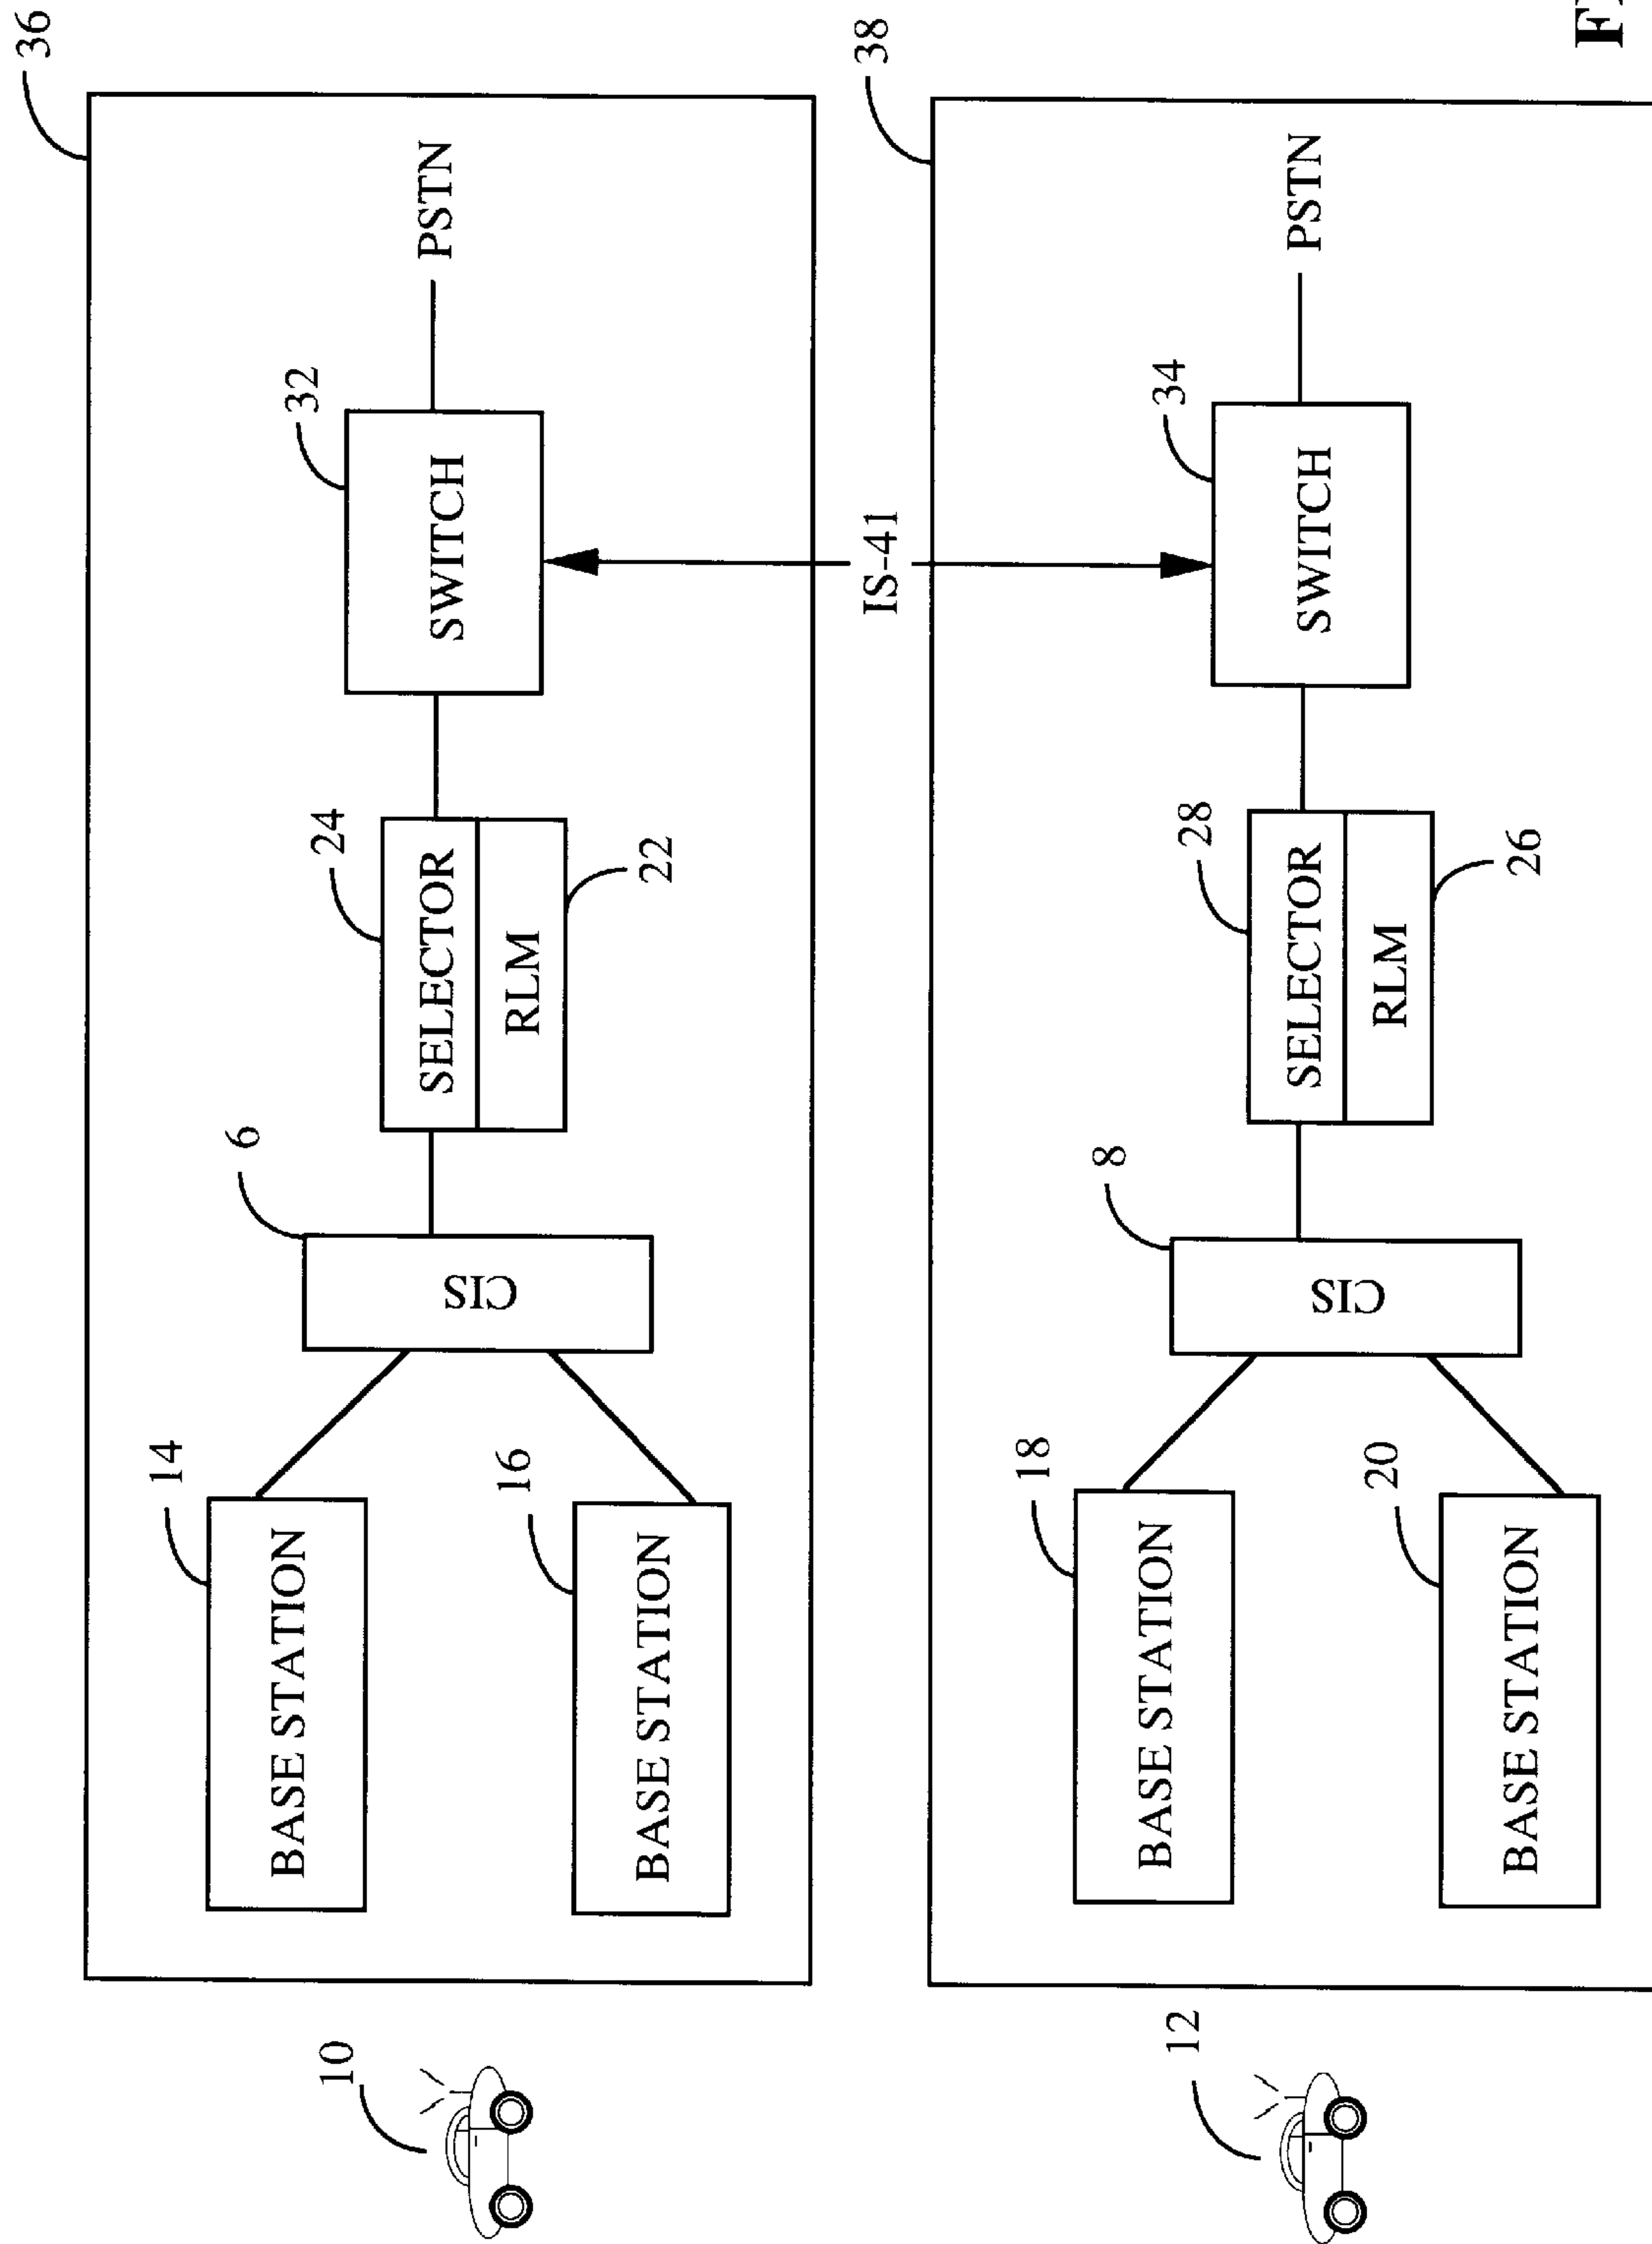 36
14
BASE STATION
16
BASE STATION
6
CIS
24
SELECTOR
RLM
22
32
SWITCH
PSTN
10
IS-41
38
18
BASE STATION
20
BASE STATION
8
CIS
28
SELECTOR
RLM
26
34
SWITCH
PSTN
12